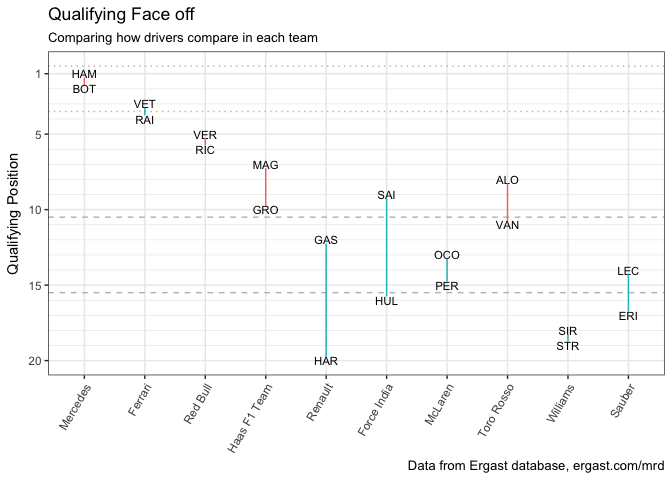 Qualifying Face off
Comparing how drivers compare in each team
Qualifying Position
1
5
10
15
20
HAM
BOT
VET
RAI
VER
RIC
MAG
GRO
GAS
HAR
SAI
HUL
OCO
PER
ALO
VAN
SIR
STR
LEC
ERI
Mercedes
Ferrari
Red Bull
Haas F1 Team
Renault
Force India
McLaren
Toro Rosso
Williams
Sauber
Data from Ergast database, ergast.com/mrd